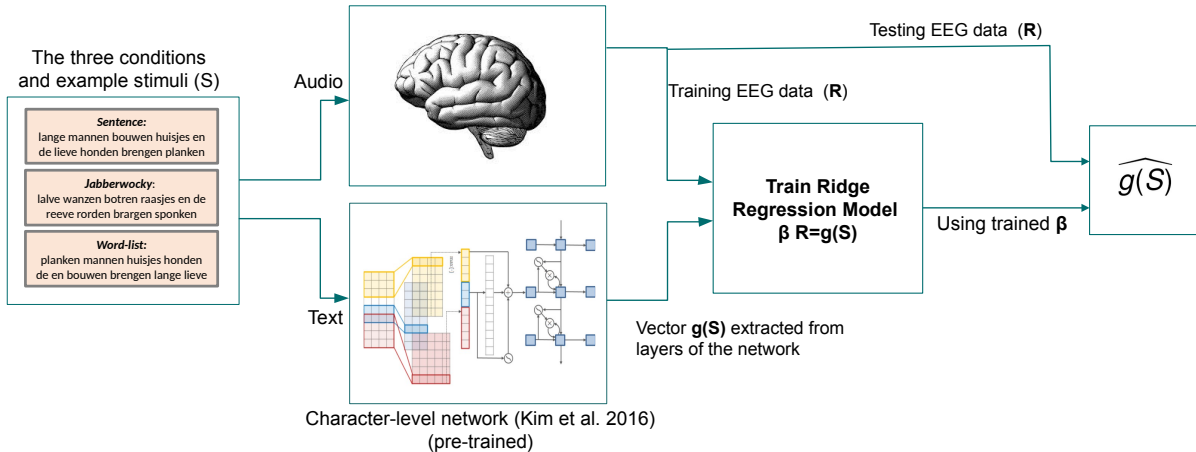 The three conditions
and example stimuli (S)
Sentence:
lange mannen bouwen huisjes en
de lieve honden brengen planken
Jabberwocky:
lalve wanzen botren raasjes en de
reeve rorden brargen sponken
Word-list:
planken mannen huisjes honden
de en bouwen brengen lange lieve
Audio
Text
Character-level network (Kim et al. 2016)
(pre-trained)
Testing EEG data (R)
Training EEG data (R)
Train Ridge
Regression Model
β R=g(S)
Vector g(S) extracted from
layers of the network
Using trained β
g(S)